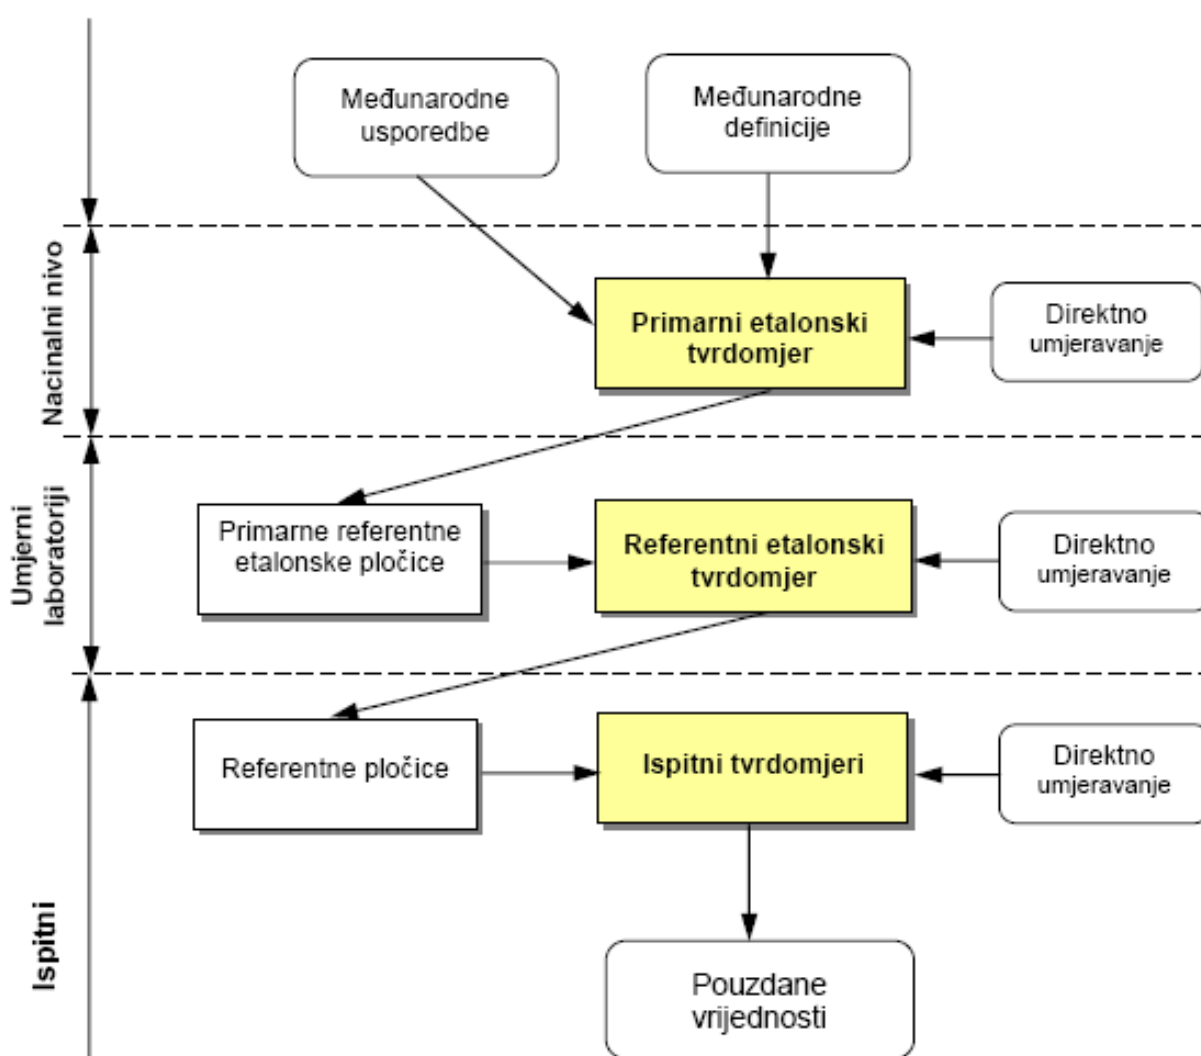 Međunarodne
usporedbe
Međunarodne
definicije
Nacinalni nivo
Primarni etalonski
tvrdomjer
Direktno
umjeravanje
Umjerni
laboratoriji
Primarne referentne
etalonske pločice
Referentni etalonski
tvrdomjer
Direktno
umjeravanje
Ispitni
Referentne pločice
Ispitni tvrdomjeri
Direktno
umjeravanje
Pouzdane
vrijednosti